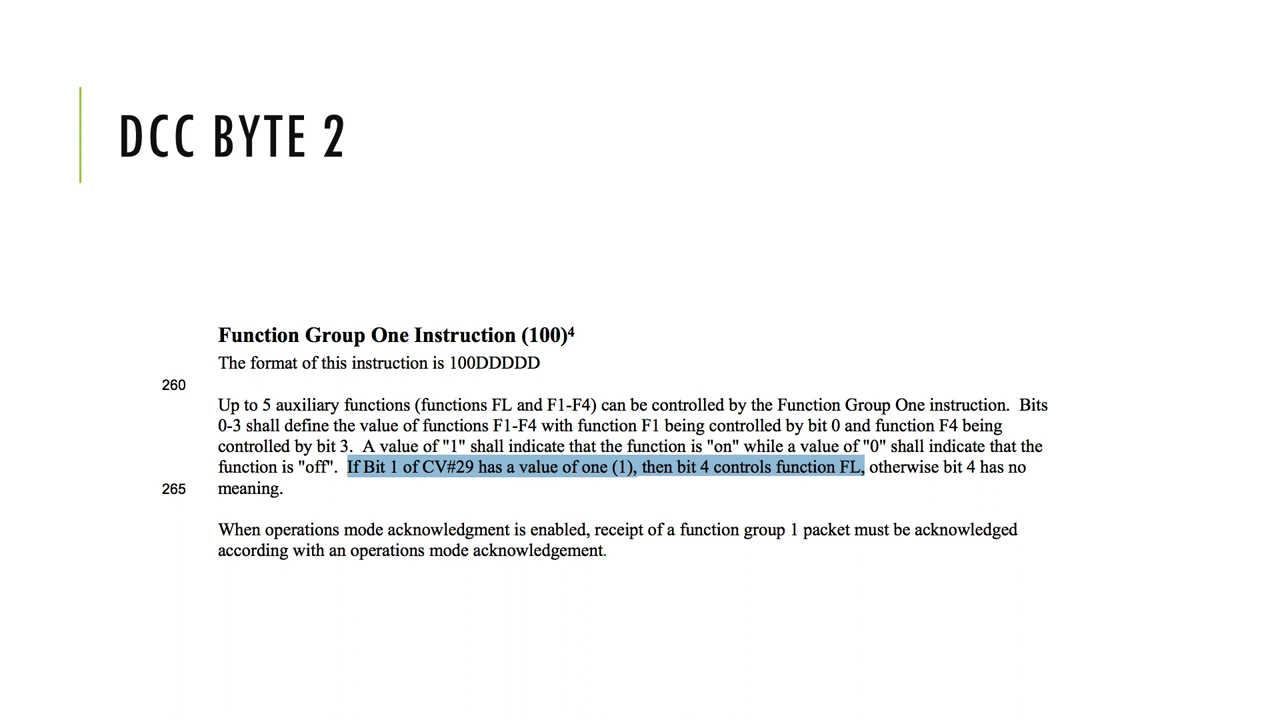 DCC BYTE 2
Function Group One Instruction (100)⁴
The format of this instruction is 100DDDDD
260
Up to 5 auxiliary functions (functions FL and F1-F4) can be controlled by the Function Group One instruction.  Bits
0-3 shall define the value of functions F1-F4 with function F1 being controlled by bit 0 and function F4 being
controlled by bit 3.  A value of "1" shall indicate that the function is "on" while a value of "0" shall indicate that the
function is "off".  If Bit 1 of CV#29 has a value of one (1), then bit 4 controls function FL, otherwise bit 4 has no
265 meaning.
When operations mode acknowledgment is enabled, receipt of a function group 1 packet must be acknowledged
according with an operations mode acknowledgement.